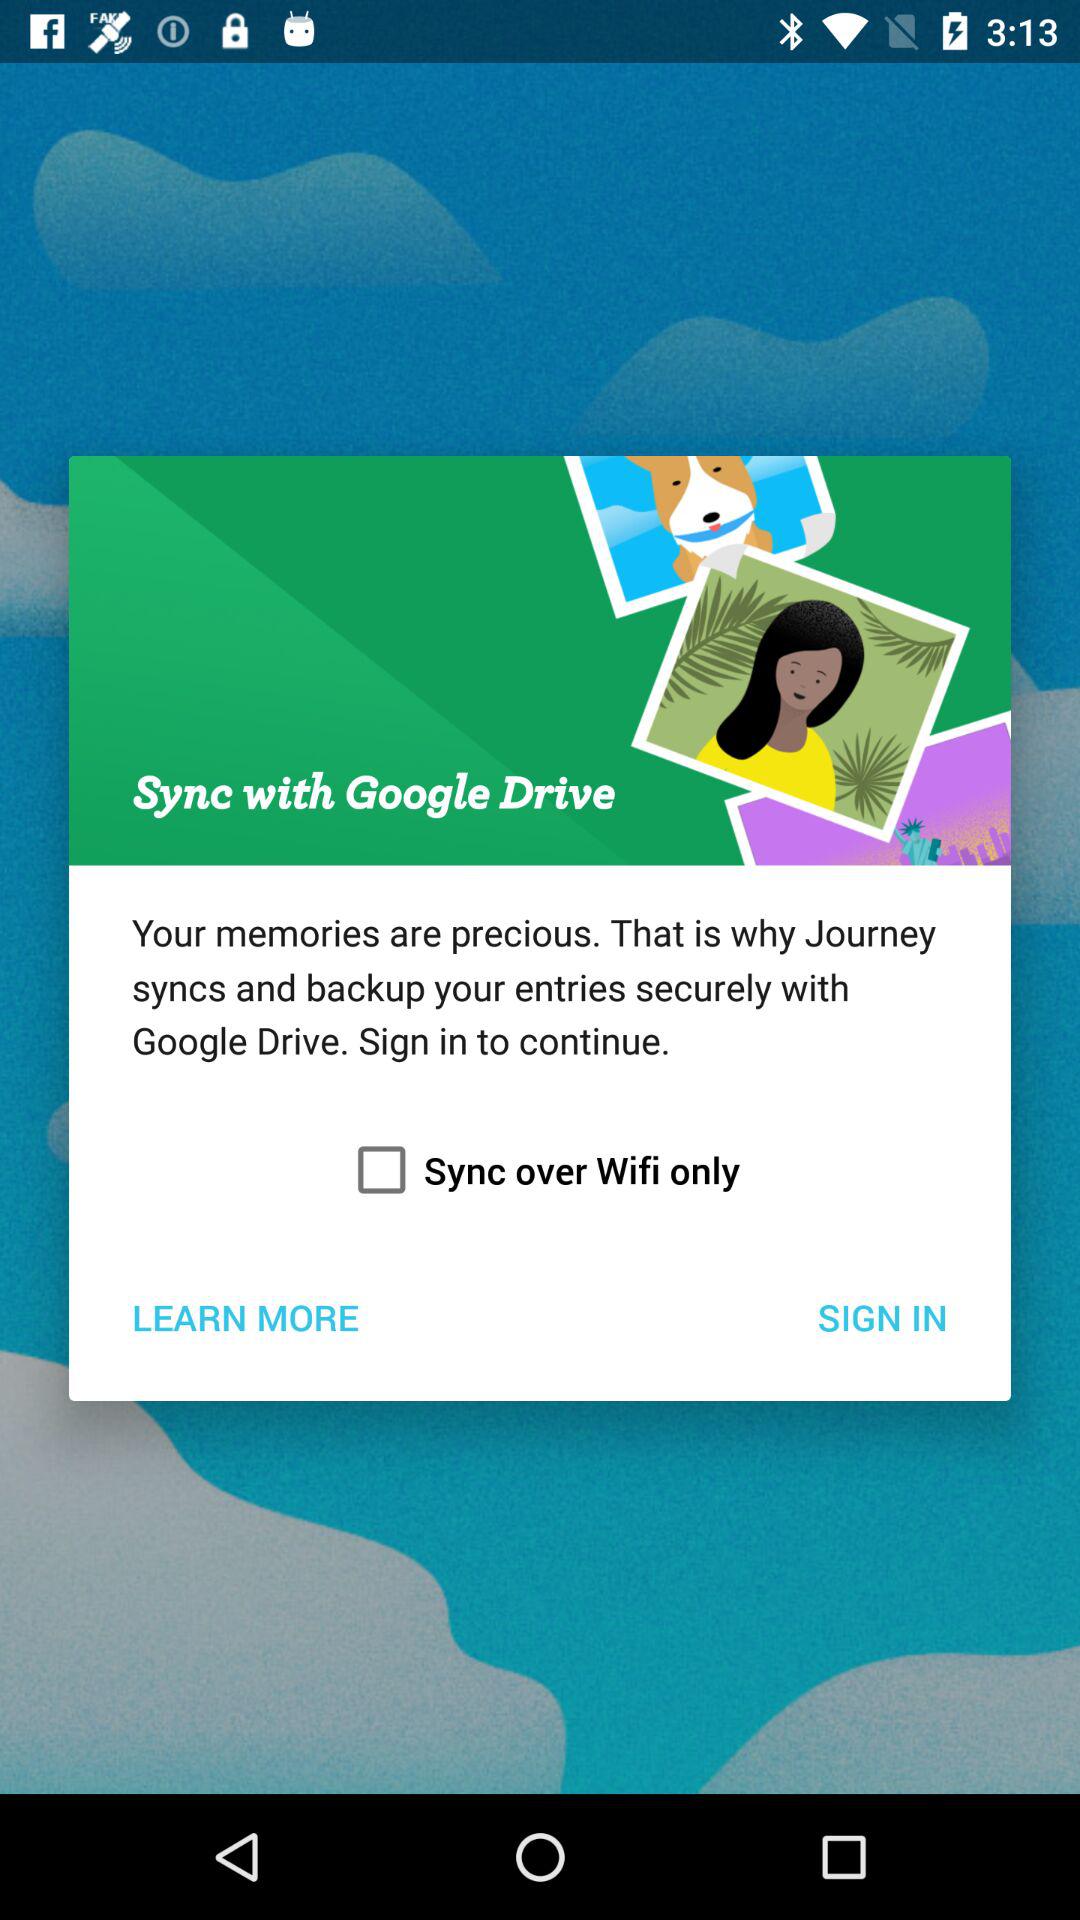 FAKE
3:13
Sync with Google Drive
Your memories are precious. That is why Journey
syncs and backup your entries securely with
Google Drive. Sign in to continue.
Sync over Wifi only
LEARN MORE
SIGN IN